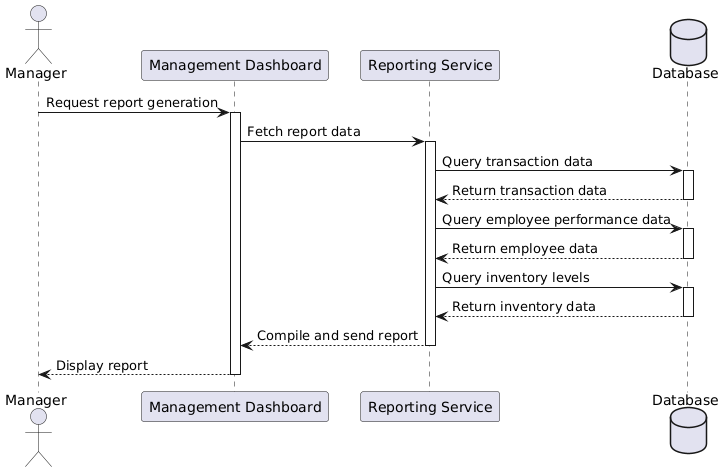 Manager
Management Dashboard
Reporting Service
Database
Request report generation
Fetch report data
Query transaction data
Return transaction data
Query employee performance data
Return employee data
Query inventory levels
Return inventory data
Compile and send report
Display report
Manager
Management Dashboard
Reporting Service
Database